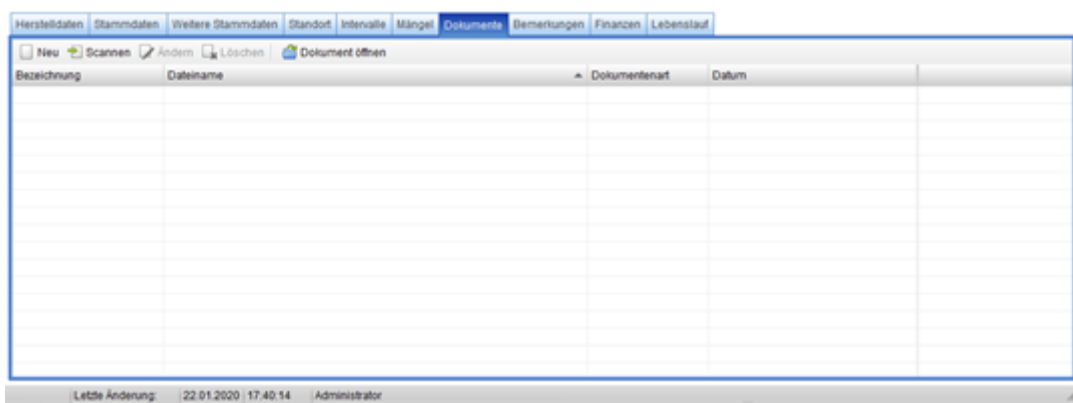 Herstelldaten Stammdaten Weitere Stammdaten Standort Intervalle Mängel Dokumente Bemerkungen Finanzen Lebenslauf
Neu Scannen Ändern Löschen Dokument öffnen
Bezeichnung Dateiname Dokumentenart Datum
Letzte Änderung: 22.01.2020 17:40:14 Administrator